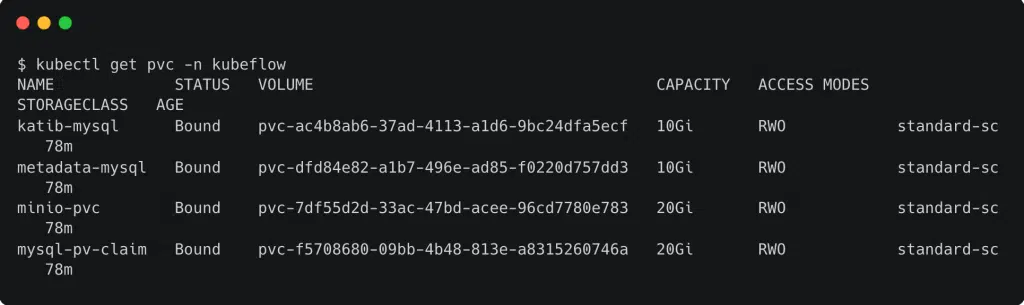 $ kubectl get pvc -n kubeflow
NAME             STATUS   VOLUME                                     CAPACITY   ACCESS MODES
STORAGECLASS   AGE
katib-mysql      Bound    pvc-ac4b8ab6-37ad-4113-a1d6-9bc24dfa5ecf   10Gi       RWO            standard-sc
   78m
metadata-mysql   Bound    pvc-dfd84e82-a1b7-496e-ad85-f0220d757dd3   10Gi       RWO            standard-sc
   78m
minio-pvc        Bound    pvc-7df55d2d-33ac-47bd-acee-96cd7780e783   20Gi       RWO            standard-sc
   78m
mysql-pv-claim   Bound    pvc-f5708680-09bb-4b48-813e-a8315260746a   20Gi       RWO            standard-sc
   78m